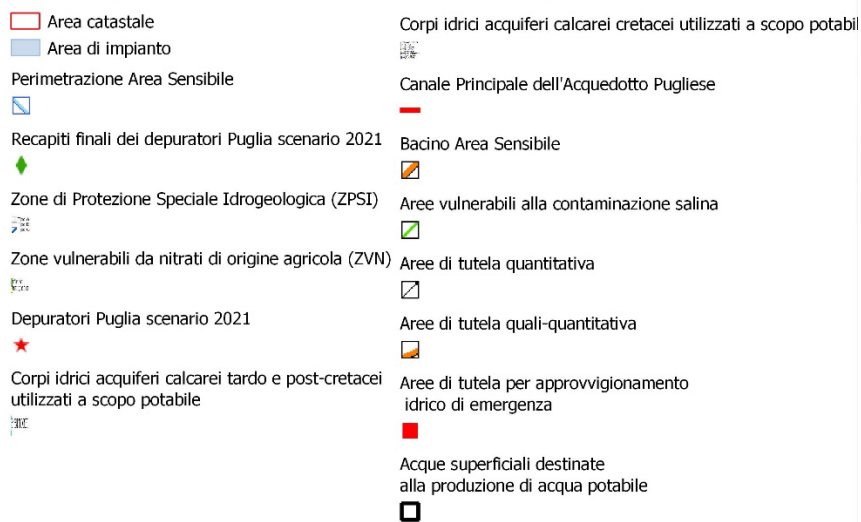 Area catastale
Area di impianto
Perimetrazione Area Sensibile
Recapiti finali dei depuratori Puglia scenario 2021
Zone di Protezione Speciale Idrogeologica (ZPSI)
Zone vulnerabili da nitrati di origine agricola (ZVN)
Depuratori Puglia scenario 2021
Corpi idrici acquiferi calcarei tardo e post-cretacei
utilizzati a scopo potabile
Corpi idrici acquiferi calcarei cretacei utilizzati a scopo potabil
Canale Principale dell'Acquedotto Pugliese
Bacino Area Sensibile
Aree vulnerabili alla contaminazione salina
Aree di tutela quantitativa
Aree di tutela quali-quantitativa
Aree di tutela per approvvigionamento
idrico di emergenza
Acque superficiali destinate
alla produzione di acqua potabile